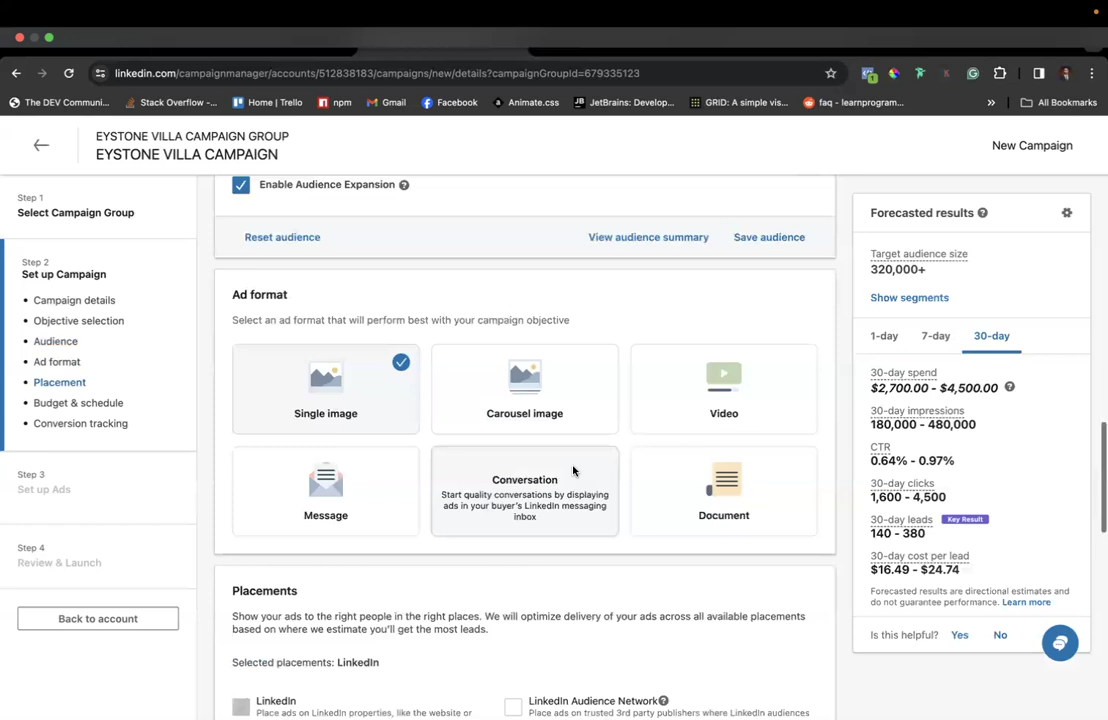 linkedin.com/campaignmanager/accounts/512838183/campaigns/new/details?campaignGroupId=679335123
The DEV Communi...
Stack Overflow -...
Home | Trello
npm
Gmail
Facebook
Animate.css
JetBrains: Develop...
GRID: A simple vis...
faq - learnprogram...
»
All Bookmarks
EYSTONE VILLA CAMPAIGN GROUP
EYSTONE VILLA CAMPAIGN
New Campaign
Step 1
Select Campaign Group
Step 2
Set up Campaign
• Campaign details
• Objective selection
• Audience
• Ad format
• Placement
• Budget & schedule
• Conversion tracking
Step 3
Set up Ads
Step 4
Review & Launch
Back to account
Enable Audience Expansion
Reset audience
View audience summary
Save audience
Ad format
Select an ad format that will perform best with your campaign objective
Single image
Carousel image
Video
Message
Conversation
Start quality conversations by displaying
ads in your buyer's LinkedIn messaging
inbox
Document
Placements
Show your ads to the right people in the right places. We will optimize delivery of your ads across all available placements
based on where we estimate you'll get the most leads.
Selected placements: LinkedIn
LinkedIn
Place ads on LinkedIn properties, like the website or
LinkedIn Audience Network
Place ads on trusted 3rd party publishers where LinkedIn audiences
Forecasted results
Target audience size
320,000+
Show segments
1-day
7-day
30-day
30-day spend
$2,700.00 - $4,500.00
30-day impressions
180,000 - 480,000
CTR
0.64% - 0.97%
30-day clicks
1,600 - 4,500
30-day leads
Key Result
140 - 380
30-day cost per lead
$16.49 - $24.74
Forecasted results are directional estimates and
do not guarantee performance. Learn more
Is this helpful?
Yes
No